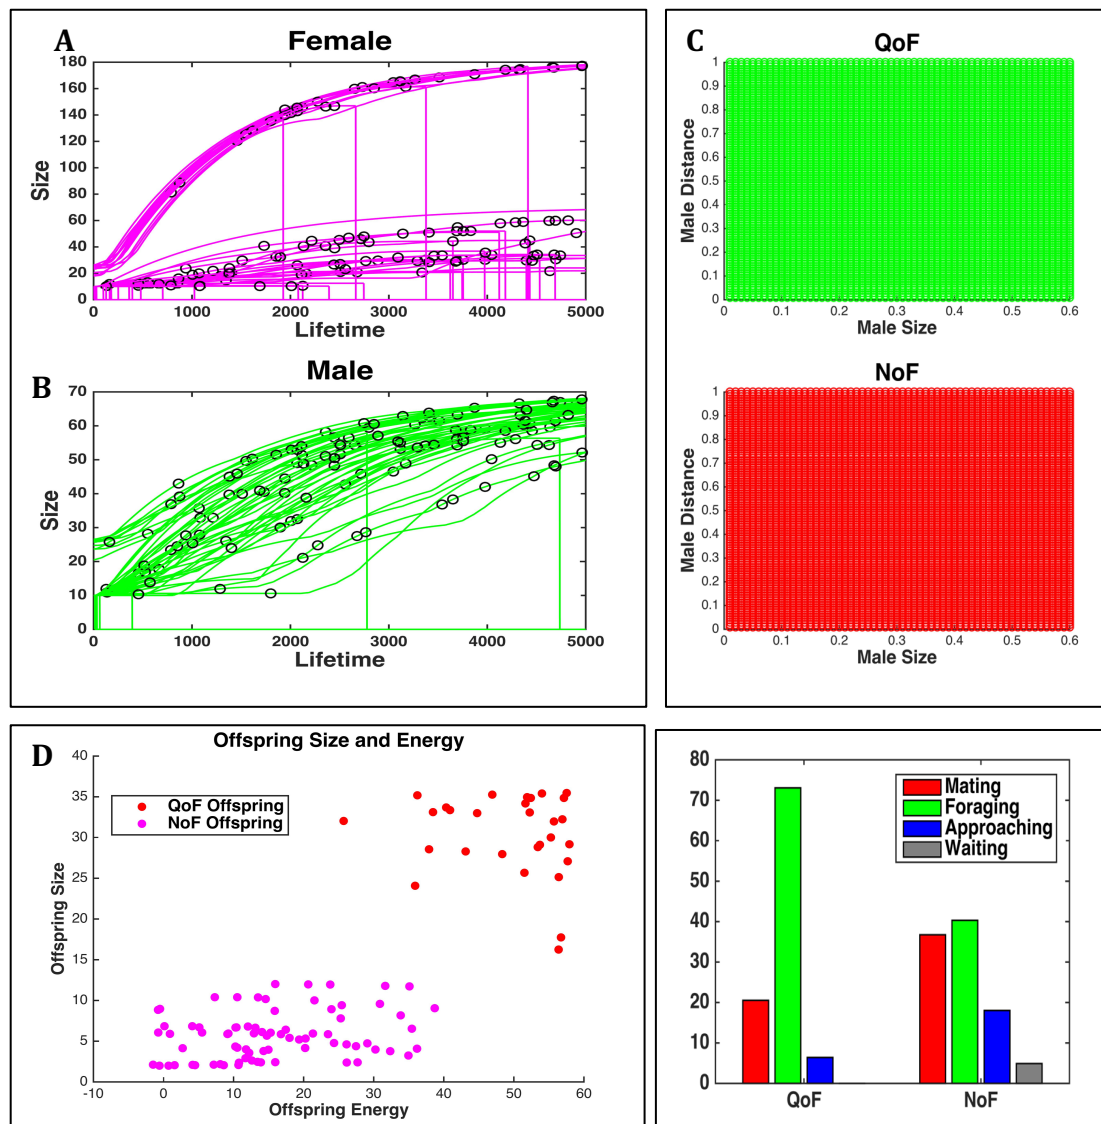 A
Female
180
160
140
120
100
80
60
40
20
0
Size
0 1000 2000 3000 4000 5000
Lifetime
B
Male
70
60
50
40
30
20
10
0
Size
0 1000 2000 3000 4000 5000
Lifetime
C
QoF
1
0.9
0.8
0.7
0.6
0.5
0.4
0.3
0.2
0.1
0
Male Distance
0 0.1 0.2 0.3 0.4 0.5 0.6
Male Size
NoF
1
0.9
0.8
0.7
0.6
0.5
0.4
0.3
0.2
0.1
0
Male Distance
0 0.1 0.2 0.3 0.4 0.5 0.6
Male Size
D
Offspring Size and Energy
40
35
30
25
20
15
10
5
0
Offspring Size
QoF Offspring
NoF Offspring
-10 0 10 20 30 40 50 60
Offspring Energy
80
70
60
50
40
30
20
10
0
Mating
Foraging
Approaching
Waiting
QoF NoF